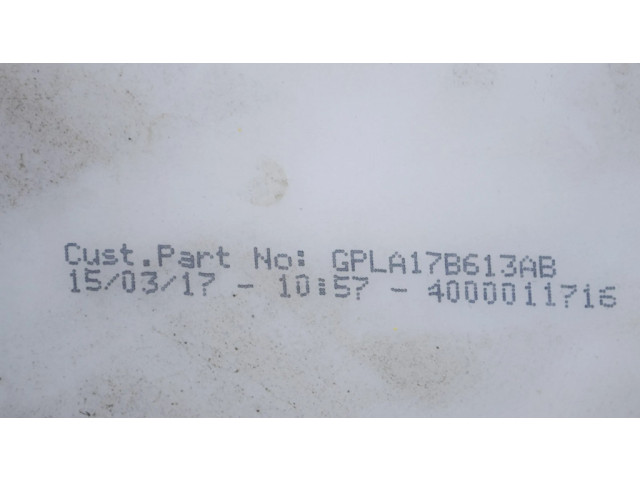 Cust.Part No: GPLA17B613AB
15/03/17 - 10:57 - 4000011716